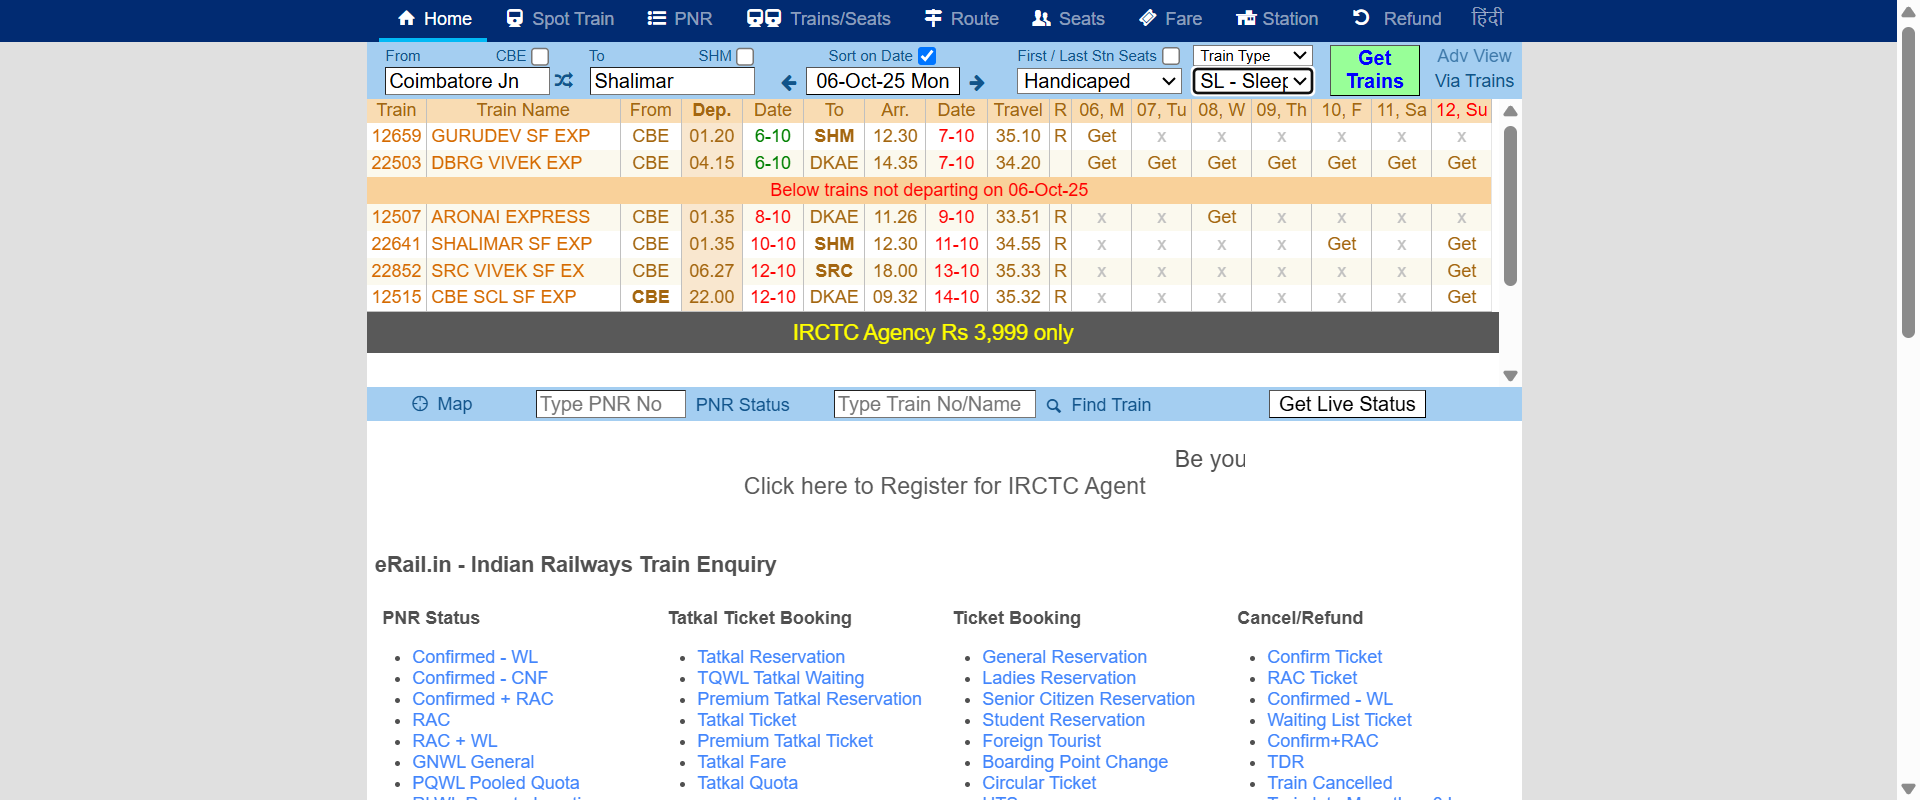 Home Spot Train PNR Trains/Seats Route Seats Fare Station Refund हिंदी
From CBE To SHM Sort on Date First / Last Stn Seats Train Type Get Trains Adv View
Coimbatore Jn Shalimar 06-Oct-25 Mon Handicaped SL - Sleep Via Trains
Train Train Name From Dep. Date To Arr. Date Travel R 06, M 07, Tu 08, W 09, Th 10, F 11, Sa 12, Su
12659 GURUDEV SF EXP CBE 01.20 6-10 SHM 12.30 7-10 35.10 R Get x x x x x x
22503 DBRG VIVEK EXP CBE 04.15 6-10 DKAE 14.35 7-10 34.20 Get Get Get Get Get Get Get
Below trains not departing on 06-Oct-25
12507 ARONAI EXPRESS CBE 01.35 8-10 DKAE 11.26 9-10 33.51 R x x Get x x x x
22641 SHALIMAR SF EXP CBE 01.35 10-10 SHM 12.30 11-10 34.55 R x x x x Get x Get
22852 SRC VIVEK SF EX CBE 06.27 12-10 SRC 18.00 13-10 35.33 R x x x x x x Get
12515 CBE SCL SF EXP CBE 22.00 12-10 DKAE 09.32 14-10 35.32 R x x x x x x Get
IRCTC Agency Rs 3,999 only
Map Type PNR No PNR Status Type Train No/Name Find Train Get Live Status
Be you
Click here to Register for IRCTC Agent
eRail.in - Indian Railways Train Enquiry
PNR Status Tatkal Ticket Booking Ticket Booking Cancel/Refund
Confirmed - WL Tatkal Reservation General Reservation Confirm Ticket
Confirmed - CNF TQWL Tatkal Waiting Ladies Reservation RAC Ticket
Confirmed + RAC Premium Tatkal Reservation Senior Citizen Reservation Confirmed - WL
RAC Tatkal Ticket Student Reservation Waiting List Ticket
RAC + WL Premium Tatkal Ticket Foreign Tourist Confirm+RAC
GNWL General Tatkal Fare Boarding Point Change TDR
PQWL Pooled Quota Tatkal Quota Circular Ticket Train Cancelled